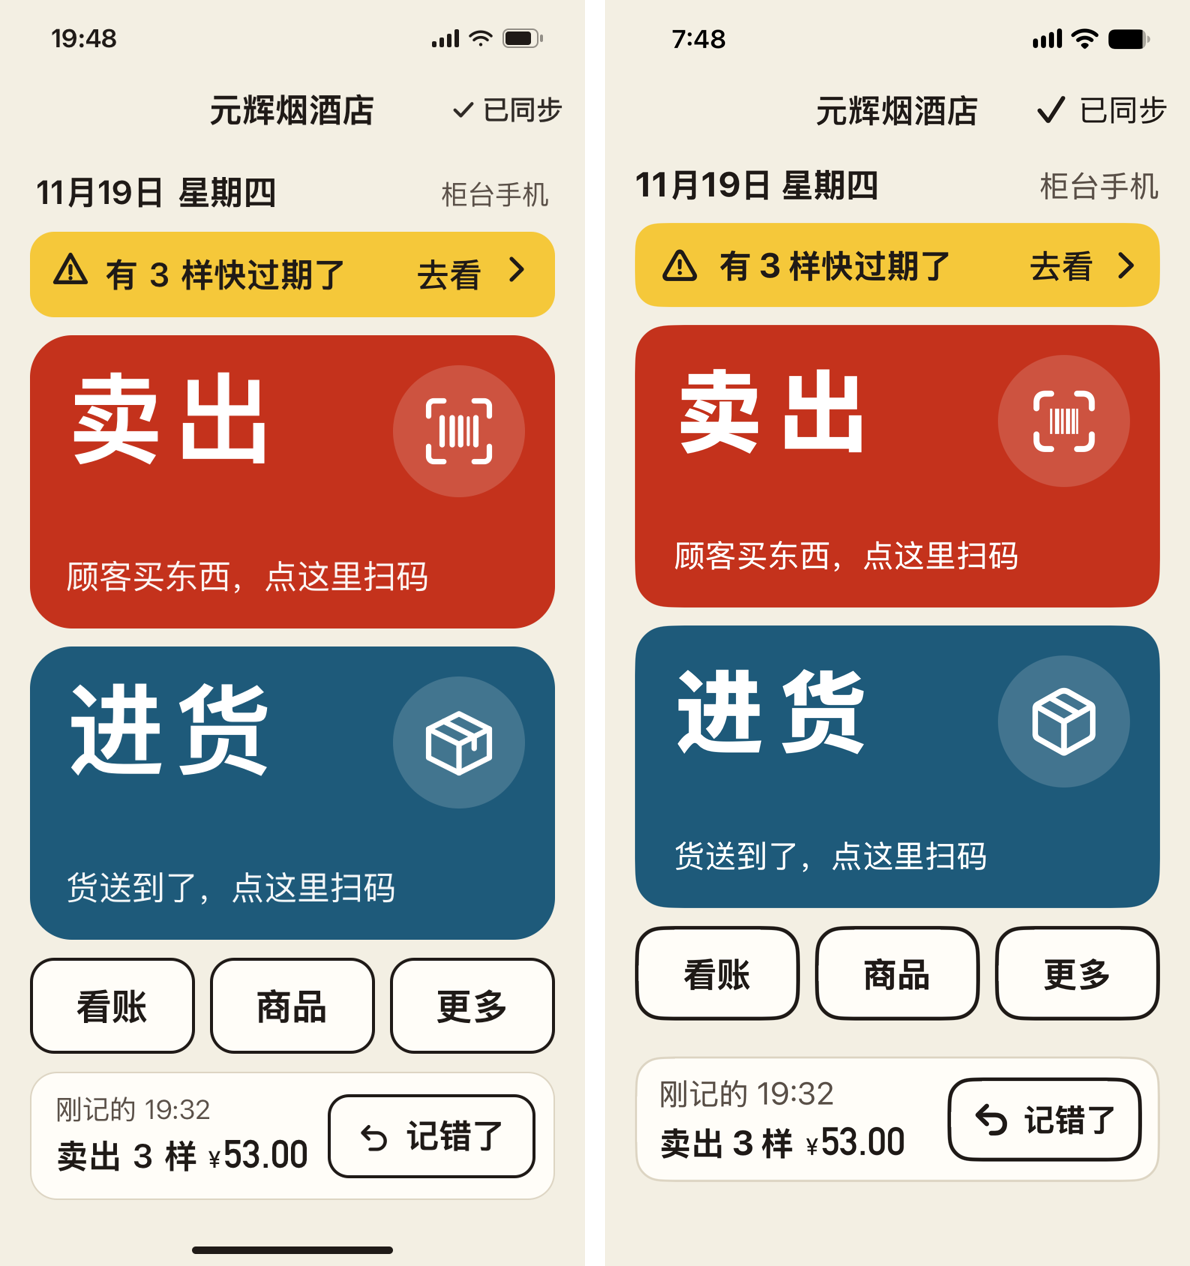 19:48
元辉烟酒店
已同步
11月19日 星期四
柜台手机
有 3 样快过期了
去看
卖出
顾客买东西，点这里扫码
进货
货送到了，点这里扫码
看账
商品
更多
刚记的 19:32
卖出 3 样 ¥53.00
记错了
7:48
元辉烟酒店
已同步
11月19日 星期四
柜台手机
有 3 样快过期了
去看
卖出
顾客买东西，点这里扫码
进货
货送到了，点这里扫码
看账
商品
更多
刚记的 19:32
卖出 3 样 ¥53.00
记错了